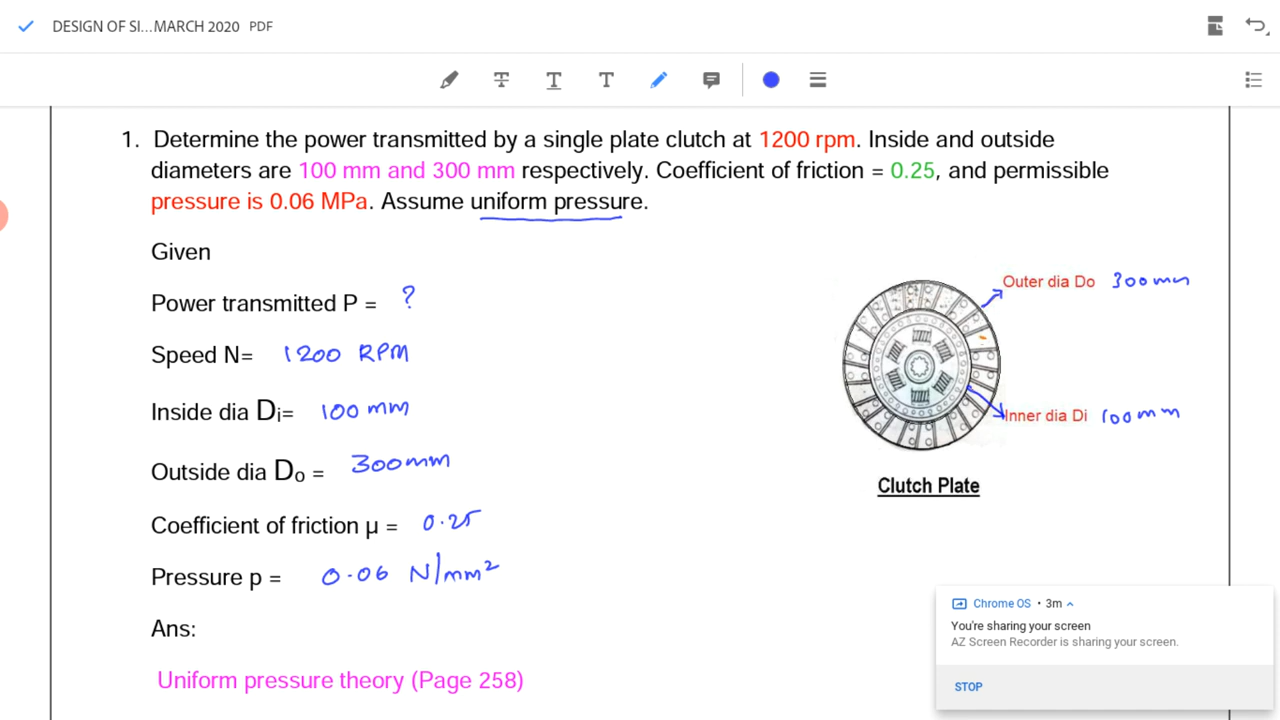 DESIGN OF SI...MARCH 2020 PDF
T T T
1. Determine the power transmitted by a single plate clutch at 1200 rpm. Inside and outside
diameters are 100 mm and 300 mm respectively. Coefficient of friction = 0.25, and permissible
pressure is 0.06 MPa. Assume uniform pressure.
Given
Power transmitted P = ?
Speed N= 1200 RPM
Inside dia Di= 100 mm
Outside dia Do = 300mm
Coefficient of friction μ = 0.25
Pressure p = 0.06 N/mm²
Ans:
Uniform pressure theory (Page 258)
Outer dia Do 300mm
Inner dia Di 100mm
Clutch Plate
Chrome OS • 3m
You're sharing your screen
AZ Screen Recorder is sharing your screen.
STOP